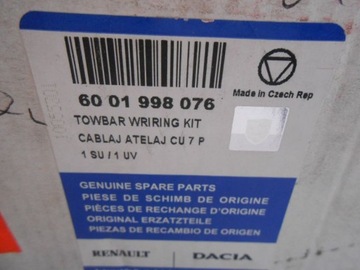 Made in Czech Rep
60 01 998 076
TOWBAR WRIRING KIT
CABLAJ ATELAJ CU 7 P
1 SU / 1 UV
GENUINE SPARE PARTS
PIESE DE SCHIMB DE ORIGINE
PIÈCES DE RECHANGE D'ORIGINE
ORIGINAL ERZATZTEILE
PIEZAS DE RECAMBIO DE ORIGEN
RENAULT DACIA